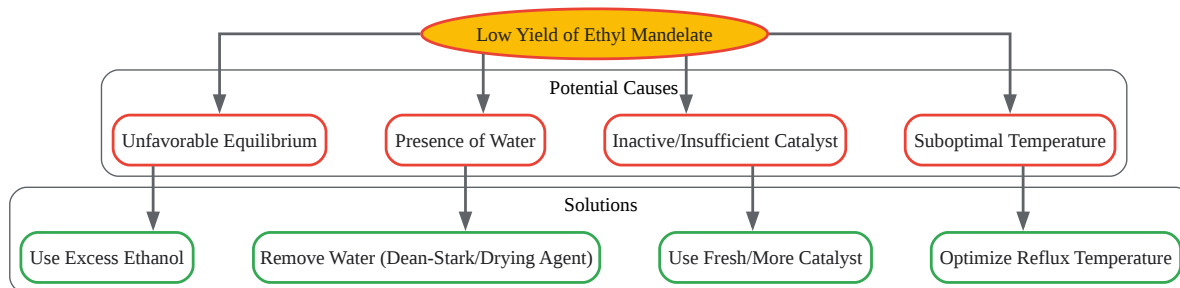 Low Yield of Ethyl Mandelate
Potential Causes
Unfavorable Equilibrium
Presence of Water
Inactive/Insufficient Catalyst
Suboptimal Temperature
Solutions
Use Excess Ethanol
Remove Water (Dean-Stark/Drying Agent)
Use Fresh/More Catalyst
Optimize Reflux Temperature